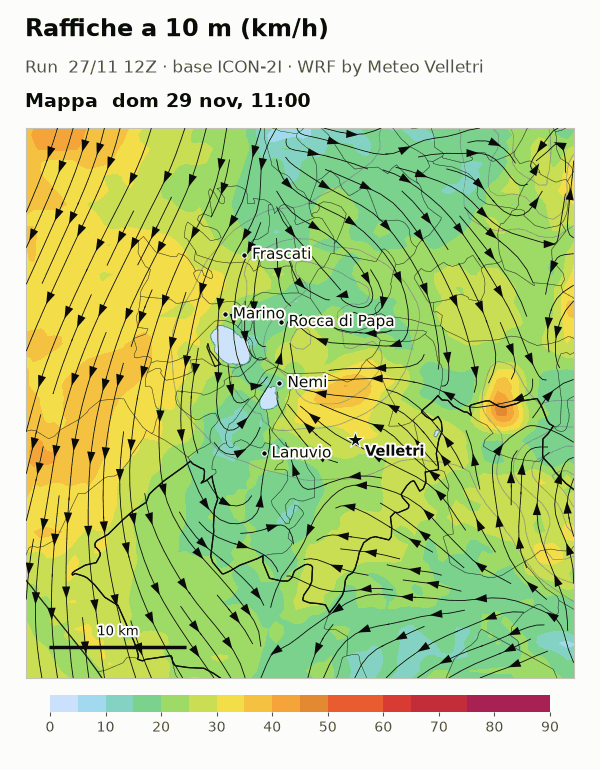 Raffiche a 10 m (km/h)
Run  27/11 12Z · base ICON-2I · WRF by Meteo Velletri
Mappa  dom 29 nov, 11:00
Frascati
Marino
Rocca di Papa
Nemi
Velletri
Lanuvio
10 km
0 10 20 30 40 50 60 70 80 90